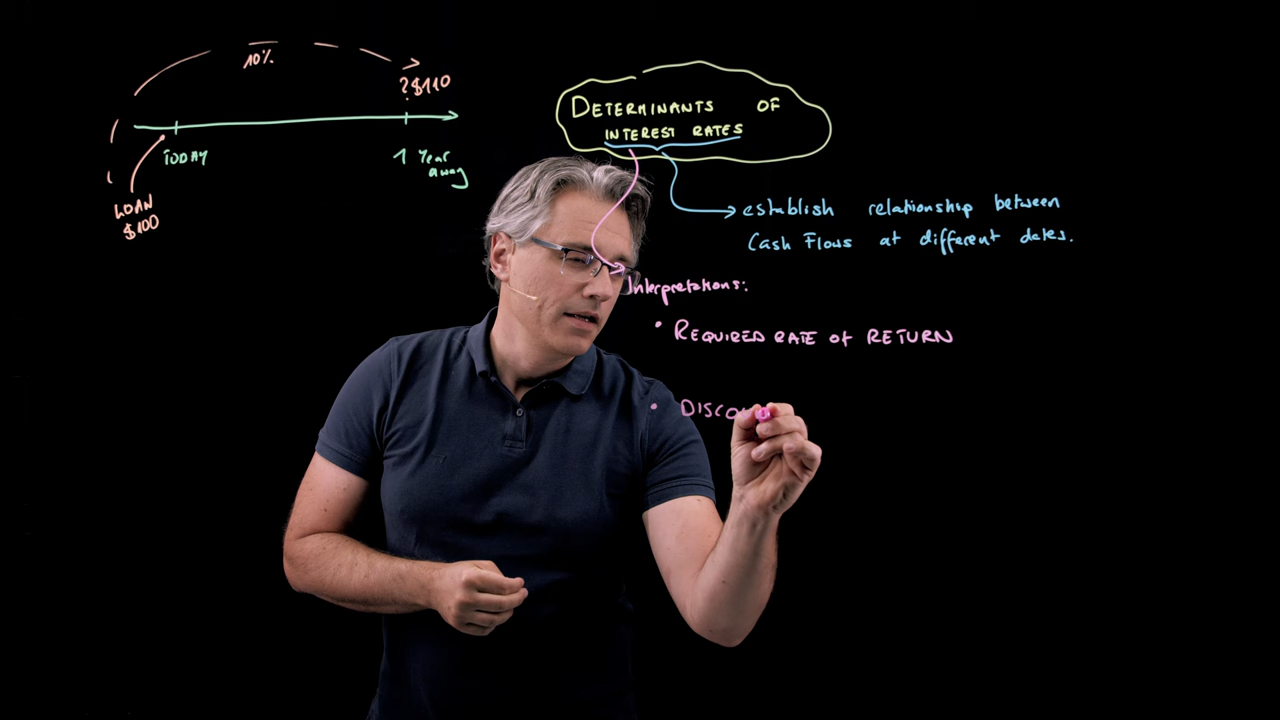 10%
? $110
TODAY
1 Year
away
LOAN
$100
DETERMINANTS OF
INTEREST RATES
establish relationship between
Cash Flows at different dates.
Interpretations:
• REQUIRED RATE OF RETURN
• DISCO